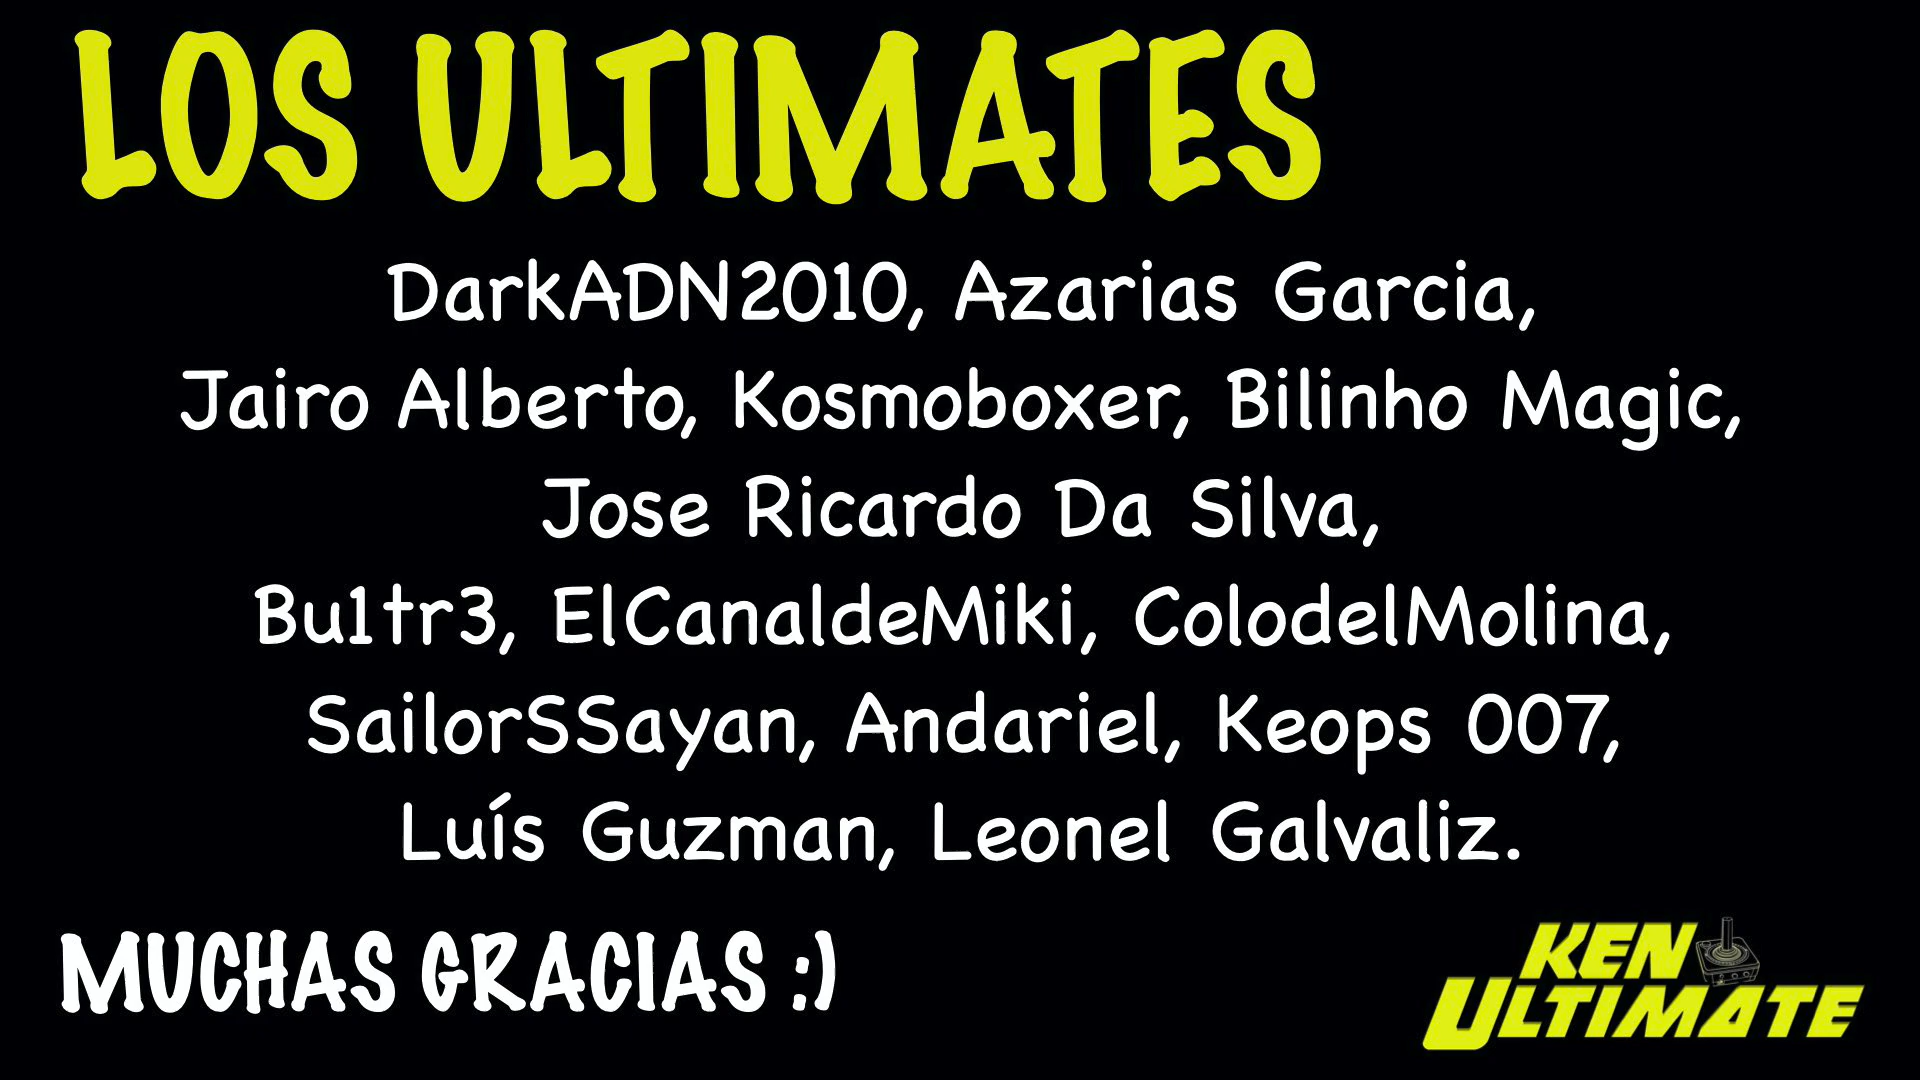 LOS ULTIMATES
DarkADN2010, Azarias Garcia,
Jairo Alberto, Kosmoboxer, Bilinho Magic,
Jose Ricardo Da Silva,
Bu1tr3, ElCanaldeMiki, ColodelMolina,
SailorSSayan, Andariel, Keops 007,
Luís Guzman, Leonel Galvaliz.
MUCHAS GRACIAS :)
KEN
ULTIMATE